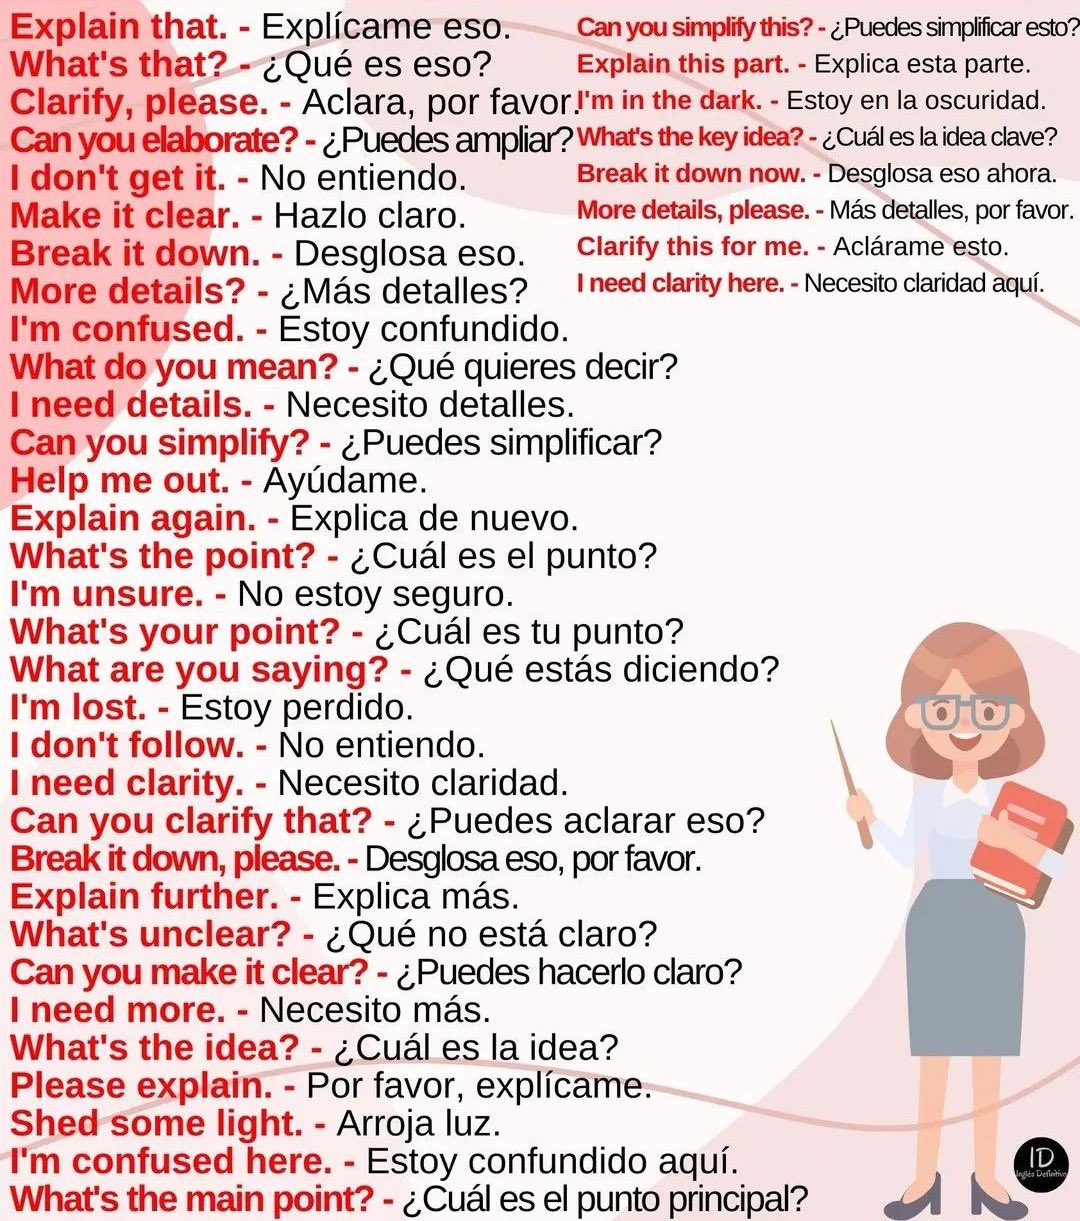 Explain that. - Explícame eso.
What's that? - ¿Qué es eso?
Clarify, please. - Aclara, por favor.
Can you elaborate? - ¿Puedes ampliar?
I don't get it. - No entiendo.
Make it clear. - Hazlo claro.
Break it down. - Desglosa eso.
More details? - ¿Más detalles?
I'm confused. - Estoy confundido.
What do you mean? - ¿Qué quieres decir?
I need details. - Necesito detalles.
Can you simplify? - ¿Puedes simplificar?
Help me out. - Ayúdame.
Explain again. - Explica de nuevo.
What's the point? - ¿Cuál es el punto?
I'm unsure. - No estoy seguro.
What's your point? - ¿Cuál es tu punto?
What are you saying? - ¿Qué estás diciendo?
I'm lost. - Estoy perdido.
I don't follow. - No entiendo.
I need clarity. - Necesito claridad.
Can you clarify that? - ¿Puedes aclarar eso?
Break it down, please. - Desglosa eso, por favor.
Explain further. - Explica más.
What's unclear? - ¿Qué no está claro?
Can you make it clear? - ¿Puedes hacerlo claro?
I need more. - Necesito más.
What's the idea? - ¿Cuál es la idea?
Please explain. - Por favor, explícame.
Shed some light. - Arroja luz.
I'm confused here. - Estoy confundido aquí.
What's the main point? - ¿Cuál es el punto principal?
Can you simplify this? - ¿Puedes simplificar esto?
Explain this part. - Explica esta parte.
I'm in the dark. - Estoy en la oscuridad.
What's the key idea? - ¿Cuál es la idea clave?
Break it down now. - Desglosa eso ahora.
More details, please. - Más detalles, por favor.
Clarify this for me. - Aclárame esto.
I need clarity here. - Necesito claridad aquí.
ID
Inglés Definitivo